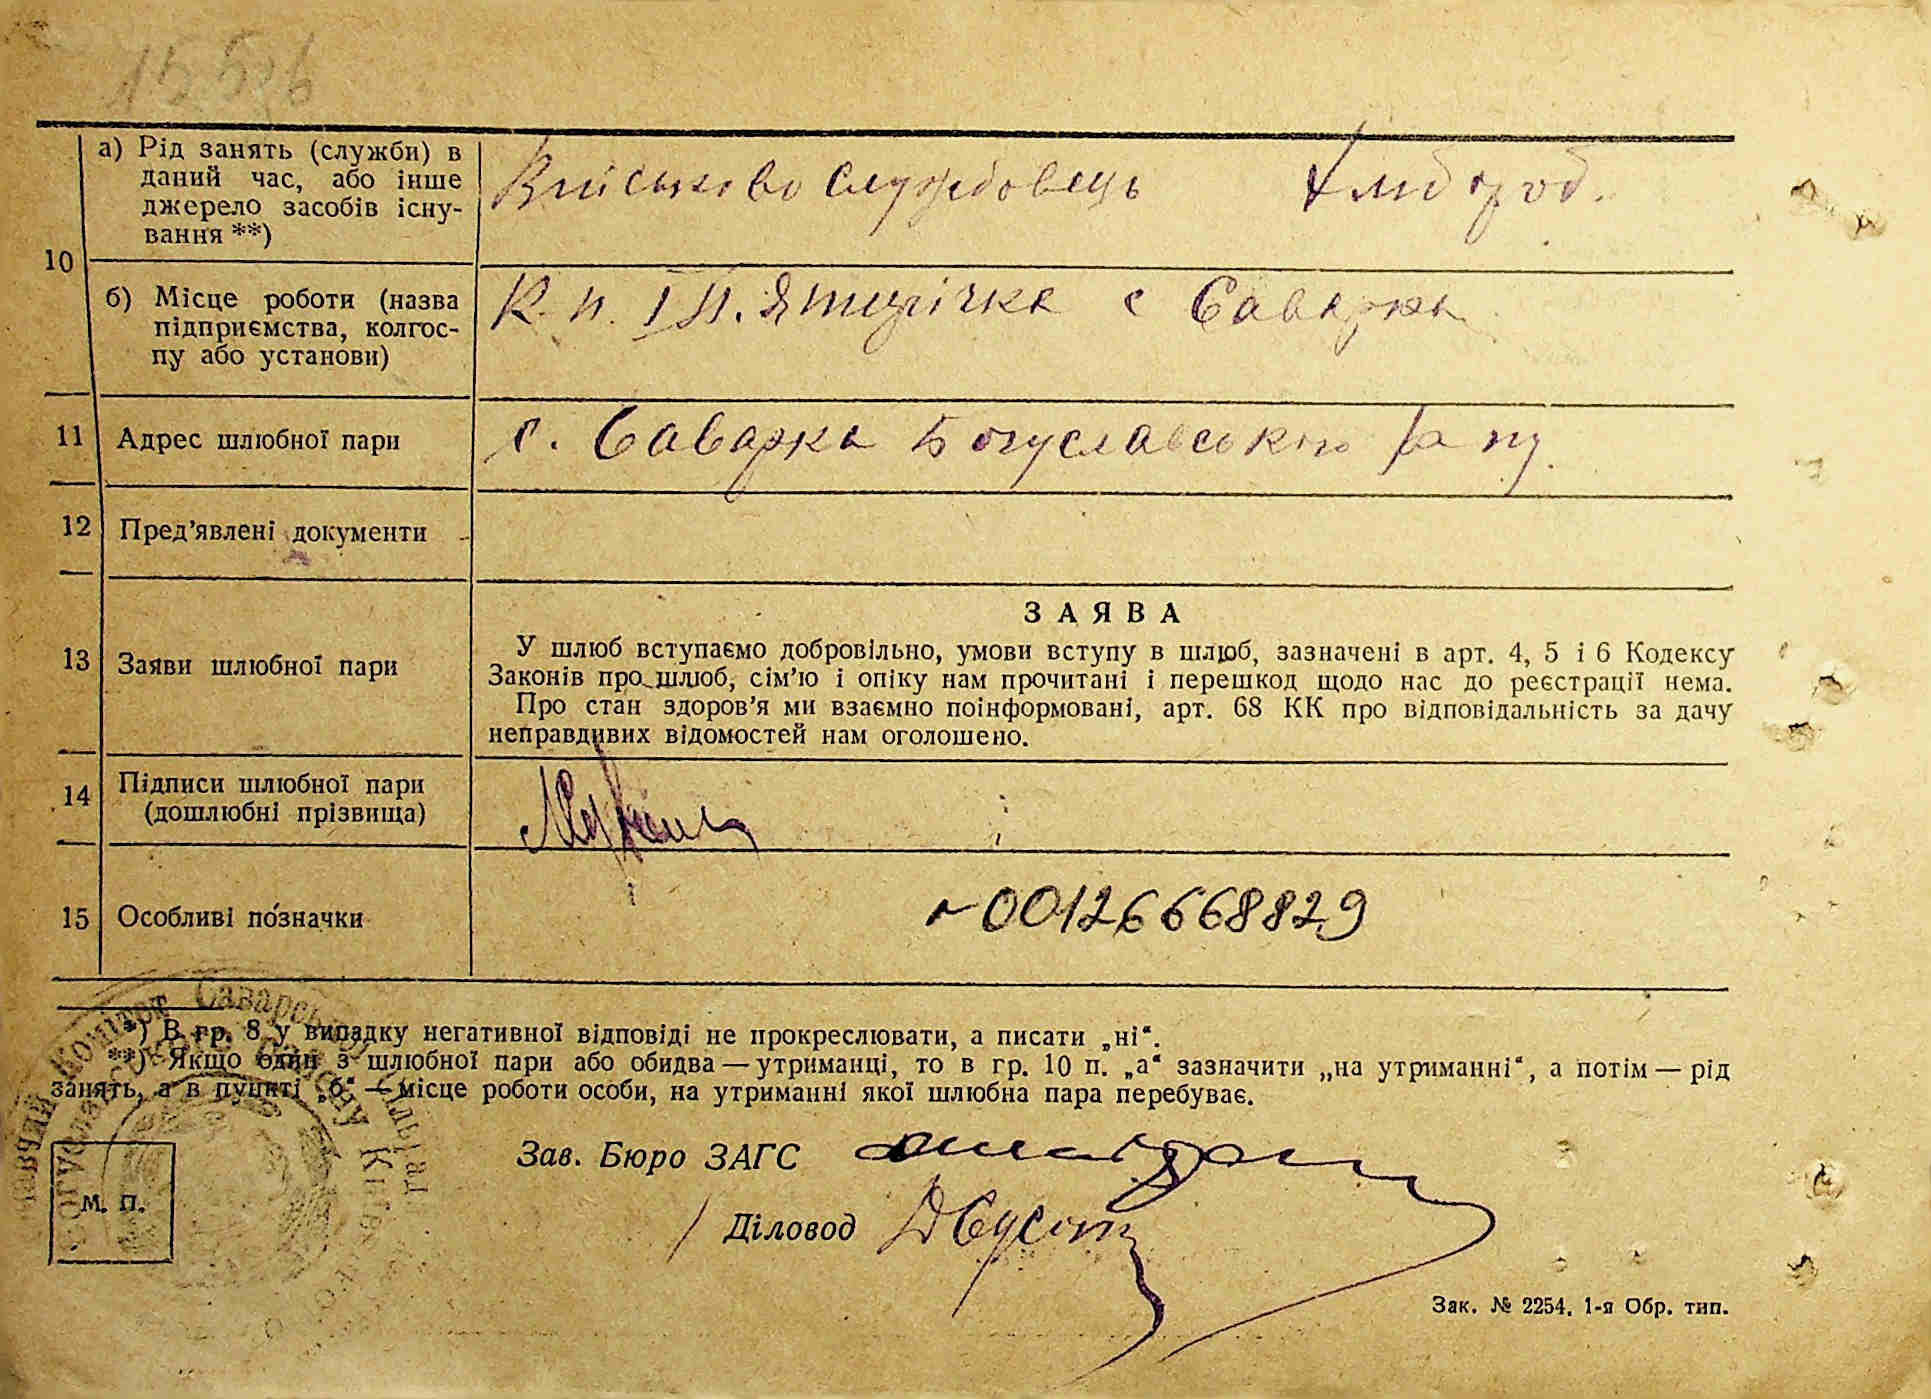 15526
а) Рід занять (служби) в
даний час, або інше
джерело засобів існу-
вання **)
Військовослужбовець Хлібороб.
10
б) Місце роботи (назва
підприємства, колгос-
пу або установи)
с Саварка
11 Адрес шлюбної пари
с. Саварка Богуславського р-ну.
12 Пред’явлені документи
ЗАЯВА
13 Заяви шлюбної пари
У шлюб вступаємо добровільно, умови вступу в шлюб, зазначені в арт. 4, 5 і 6 Кодексу
Законів про шлюб, сім’ю і опіку нам прочитані і перешкод щодо нас до реєстрації нема.
Про стан здоров’я ми взаємно поінформовані, арт. 68 КК про відповідальність за дачу
неправдивих відомостей нам оголошено.
14 Підписи шлюбної пари
(дошлюбні прізвища)
15 Особливі позначки
00126668829
*) В гр. 8 у випадку негативної відповіді не прокреслювати, а писати „ні“.
**) Якщо один з шлюбної пари або обидва — утриманці, то в гр. 10 п. „а“ зазначити „на утриманні“, а потім — рід
занять, а в пункті „б“ — місце роботи особи, на утриманні якої шлюбна пара перебуває.
Зав. Бюро ЗАГС
Діловод
М. П.
Зак. № 2254. 1-я Обр. тип.